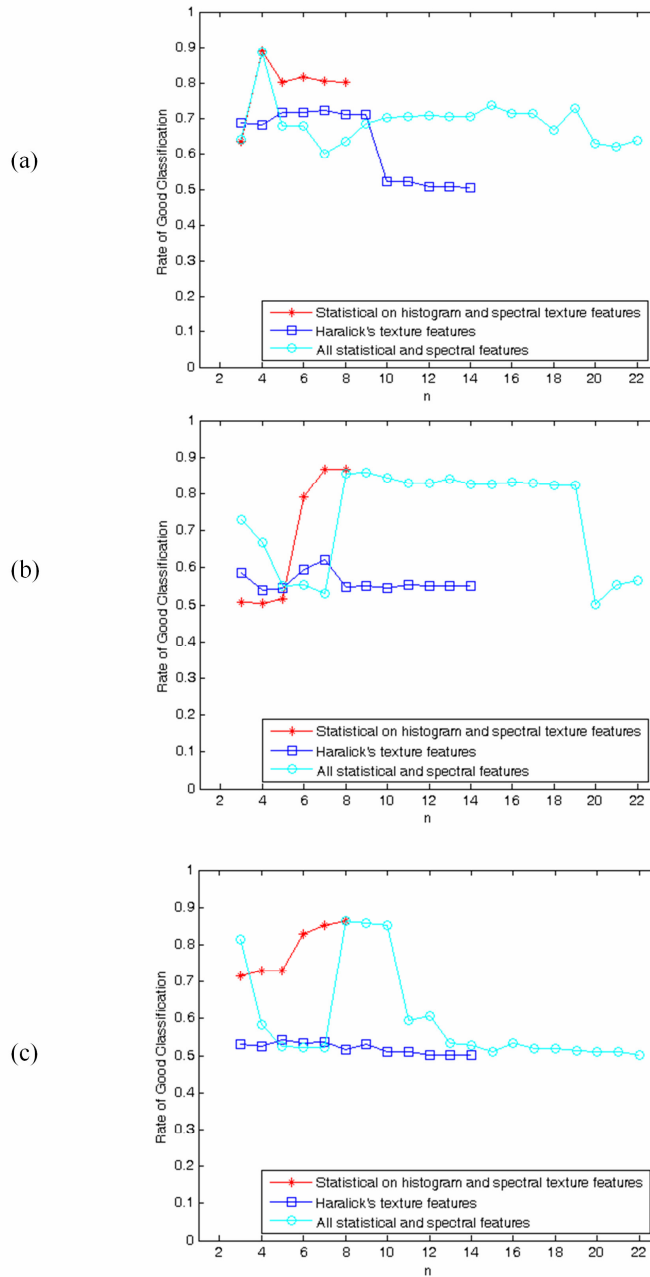 (a)
Rate of Good Classification
1
0.9
0.8
0.7
0.6
0.5
0.4
0.3
0.2
0.1
0
Statistical on histogram and spectral texture features
Haralick's texture features
All statistical and spectral features
2 4 6 8 10 12 14 16 18 20 22
n
(b)
Rate of Good Classification
1
0.9
0.8
0.7
0.6
0.5
0.4
0.3
0.2
0.1
0
Statistical on histogram and spectral texture features
Haralick's texture features
All statistical and spectral features
2 4 6 8 10 12 14 16 18 20 22
n
(c)
Rate of Good Classification
1
0.9
0.8
0.7
0.6
0.5
0.4
0.3
0.2
0.1
0
Statistical on histogram and spectral texture features
Haralick's texture features
All statistical and spectral features
2 4 6 8 10 12 14 16 18 20 22
n